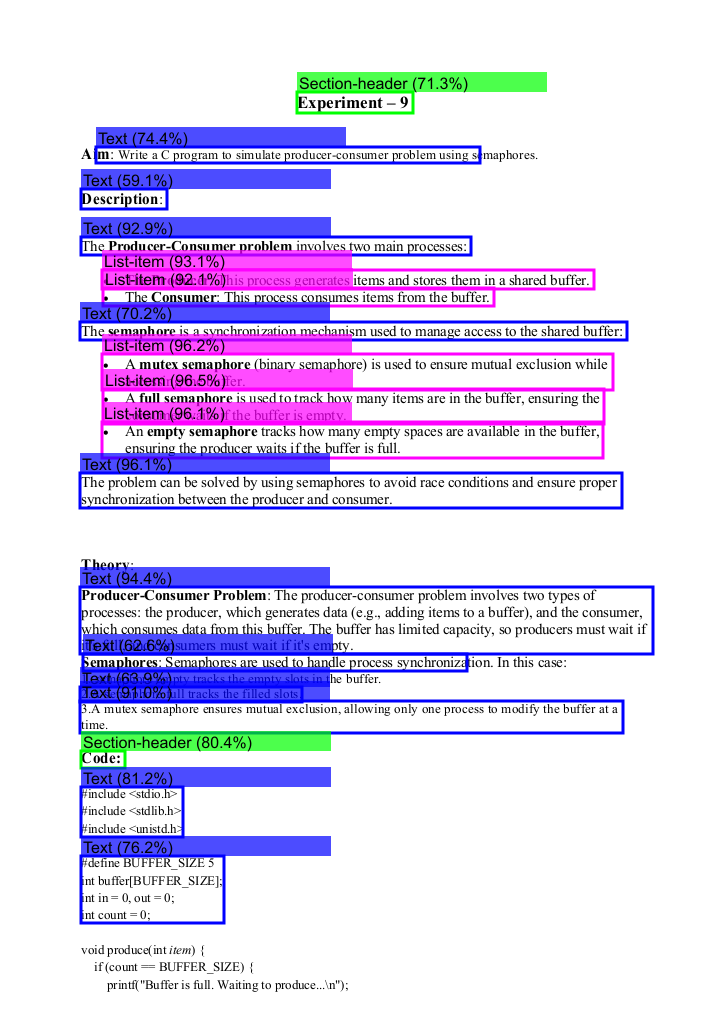 Section-header (71.3%)
Experiment – 9
Text (74.4%)
Aim: Write a C program to simulate producer-consumer problem using semaphores.
Text (59.1%)
Description:
Text (92.9%)
The Producer-Consumer problem involves two main processes:
List-item (93.1%)
List-item (92.1%)
This process generates items and stores them in a shared buffer.
• The Consumer: This process consumes items from the buffer.
Text (70.2%)
The semaphore is a synchronization mechanism used to manage access to the shared buffer:
List-item (96.2%)
• A mutex semaphore (binary semaphore) is used to ensure mutual exclusion while
List-item (96.5%)
• A full semaphore is used to track how many items are in the buffer, ensuring the
List-item (96.1%)
if the buffer is empty.
• An empty semaphore tracks how many empty spaces are available in the buffer,
ensuring the producer waits if the buffer is full.
Text (96.1%)
The problem can be solved by using semaphores to avoid race conditions and ensure proper
synchronization between the producer and consumer.
Theory:
Text (94.4%)
Producer-Consumer Problem: The producer-consumer problem involves two types of
processes: the producer, which generates data (e.g., adding items to a buffer), and the consumer,
which consumes data from this buffer. The buffer has limited capacity, so producers must wait if
Text (62.6%)
must wait if it's empty.
Semaphores: Semaphores are used to handle process synchronization. In this case:
Text (63.9%)
tracks the empty slots in the buffer.
Text (91.0%)
full tracks the filled slots.
3.A mutex semaphore ensures mutual exclusion, allowing only one process to modify the buffer at a
time.
Section-header (80.4%)
Code:
Text (81.2%)
#include <stdio.h>
#include <stdlib.h>
#include <unistd.h>
Text (76.2%)
#define BUFFER_SIZE 5
int buffer[BUFFER_SIZE];
int in = 0, out = 0;
int count = 0;
void produce(int item) {
if (count == BUFFER_SIZE) {
printf("Buffer is full. Waiting to produce...\n");